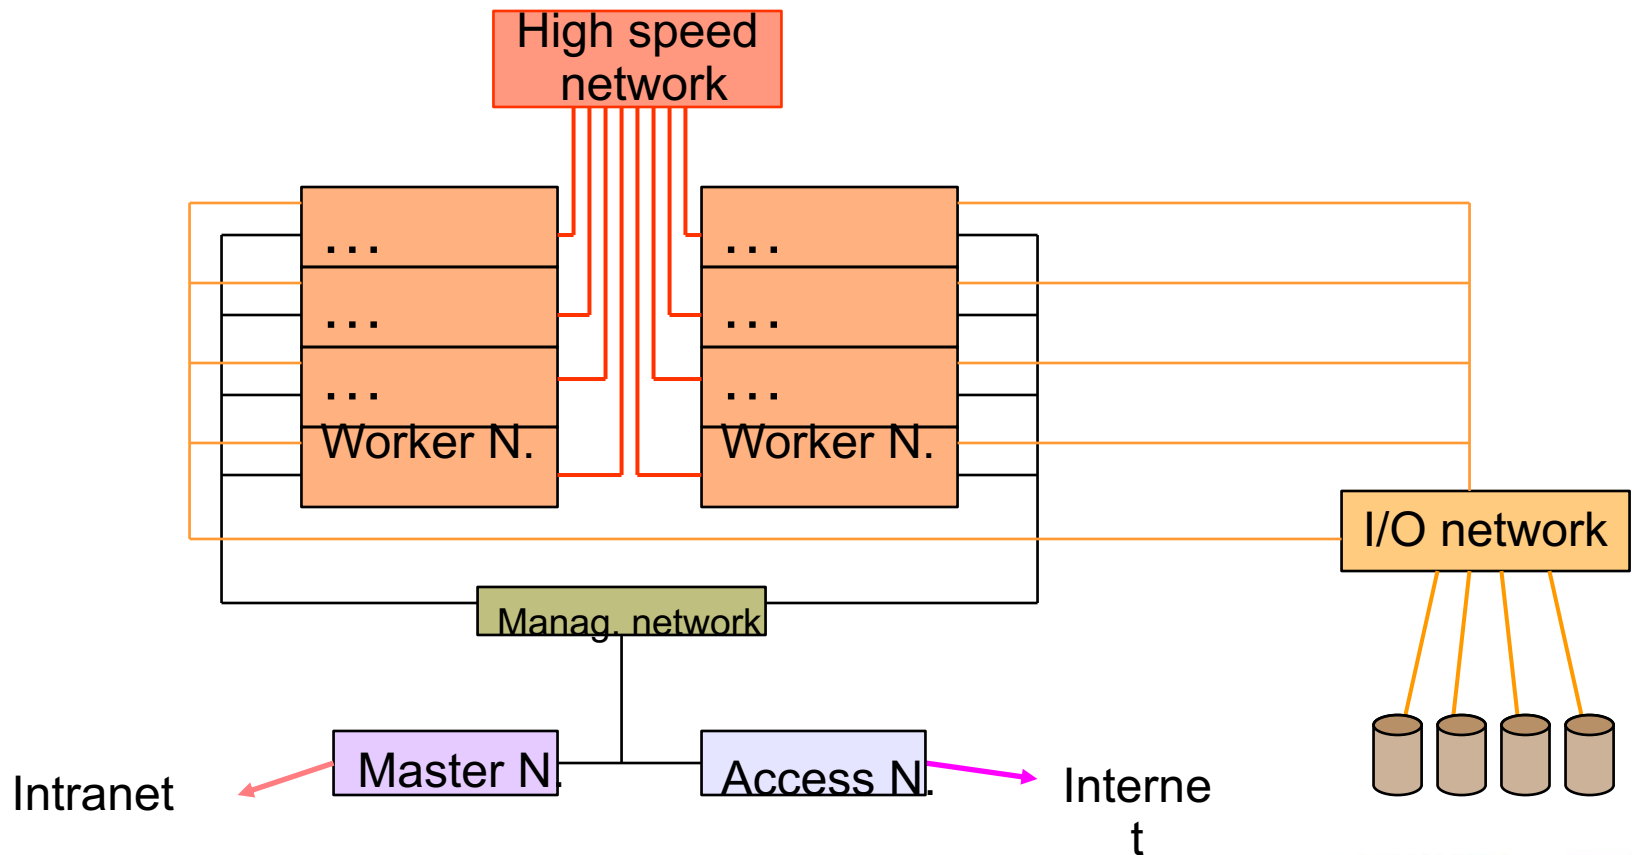 High speed
network
...
...
...
Worker N.
...
...
...
Worker N.
I/O network
Manag. network
Master N.
Access N.
Intranet
Interne
t